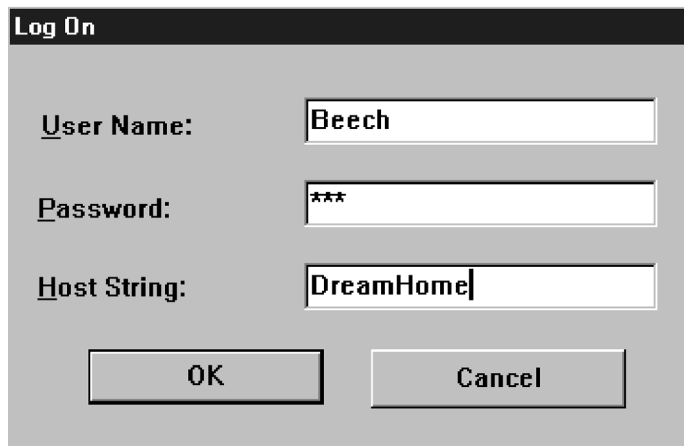 Log On
User Name: Beech
Password: ***
Host String: DreamHome
OK Cancel